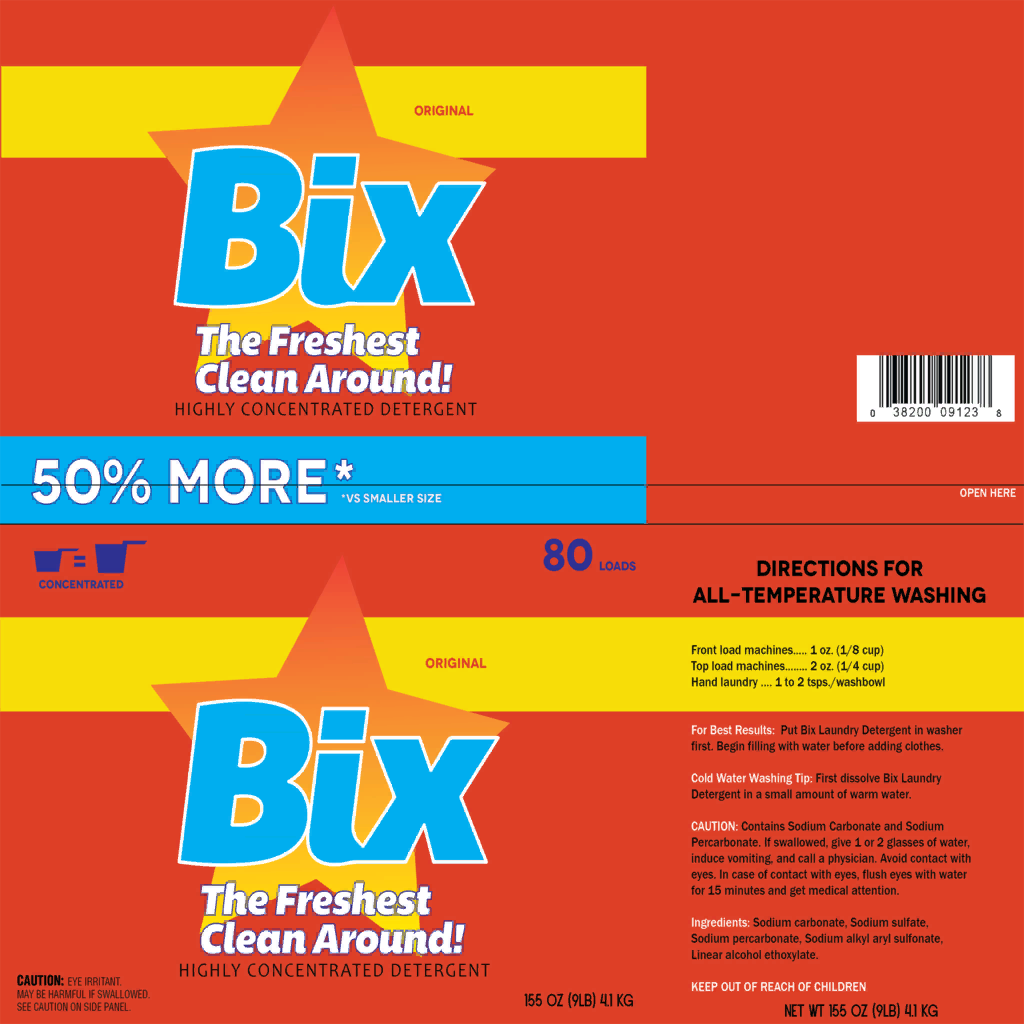 ORIGINAL
Bix
The Freshest
Clean Around!
HIGHLY CONCENTRATED DETERGENT
0 38200 09123 8
50% MORE*
*VS SMALLER SIZE
OPEN HERE
=
CONCENTRATED
80 LOADS
ORIGINAL
Bix
The Freshest
Clean Around!
HIGHLY CONCENTRATED DETERGENT
CAUTION: EYE IRRITANT.
MAY BE HARMFUL IF SWALLOWED.
SEE CAUTION ON SIDE PANEL.
155 OZ (9LB) 4.1 KG
DIRECTIONS FOR
ALL-TEMPERATURE WASHING
Front load machines..... 1 oz. (1/8 cup)
Top load machines........ 2 oz. (1/4 cup)
Hand laundry .... 1 to 2 tsps./washbowl
For Best Results: Put Bix Laundry Detergent in washer
first. Begin filling with water before adding clothes.
Cold Water Washing Tip: First dissolve Bix Laundry
Detergent in a small amount of warm water.
CAUTION: Contains Sodium Carbonate and Sodium
Percarbonate. If swallowed, give 1 or 2 glasses of water,
induce vomiting, and call a physician. Avoid contact with
eyes. In case of contact with eyes, flush eyes with water
for 15 minutes and get medical attention.
Ingredients: Sodium carbonate, Sodium sulfate,
Sodium percarbonate, Sodium alkyl aryl sulfonate,
Linear alcohol ethoxylate.
KEEP OUT OF REACH OF CHILDREN
NET WT 155 OZ (9LB) 4.1 KG